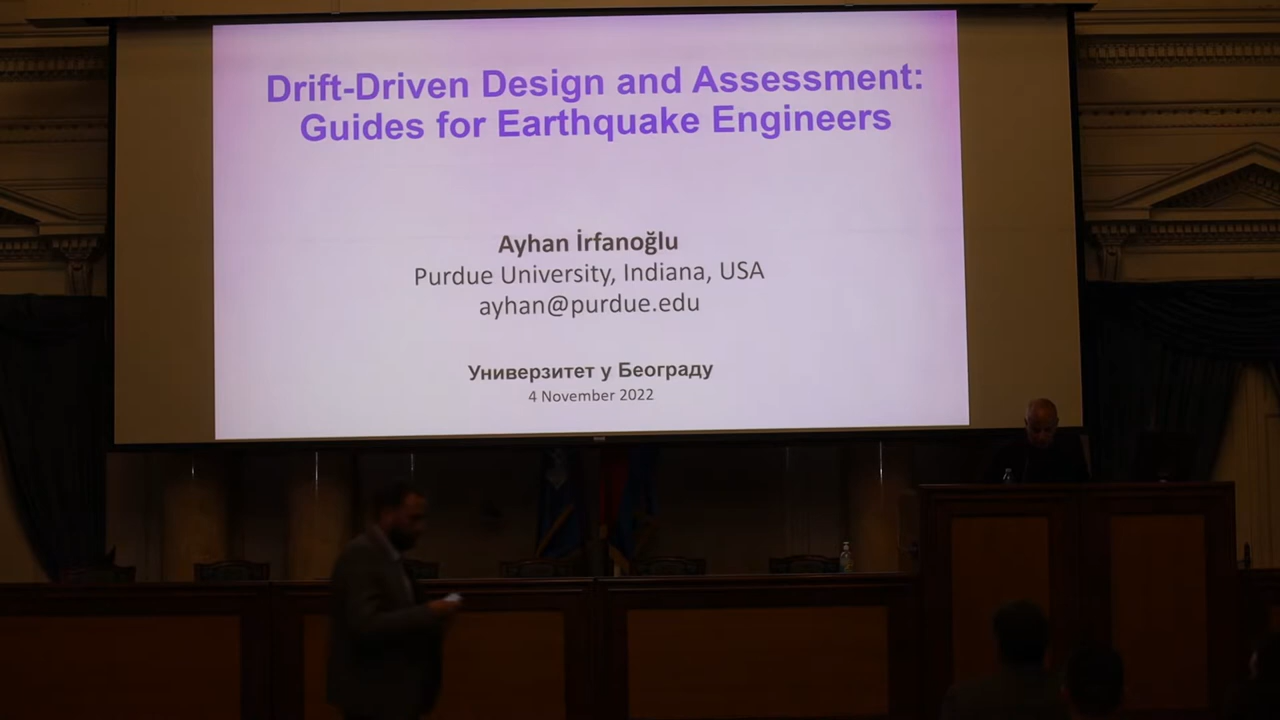 Drift-Driven Design and Assessment:
Guides for Earthquake Engineers
Ayhan İrfanoğlu
Purdue University, Indiana, USA
ayhan@purdue.edu
Универзитет у Београду
4 November 2022